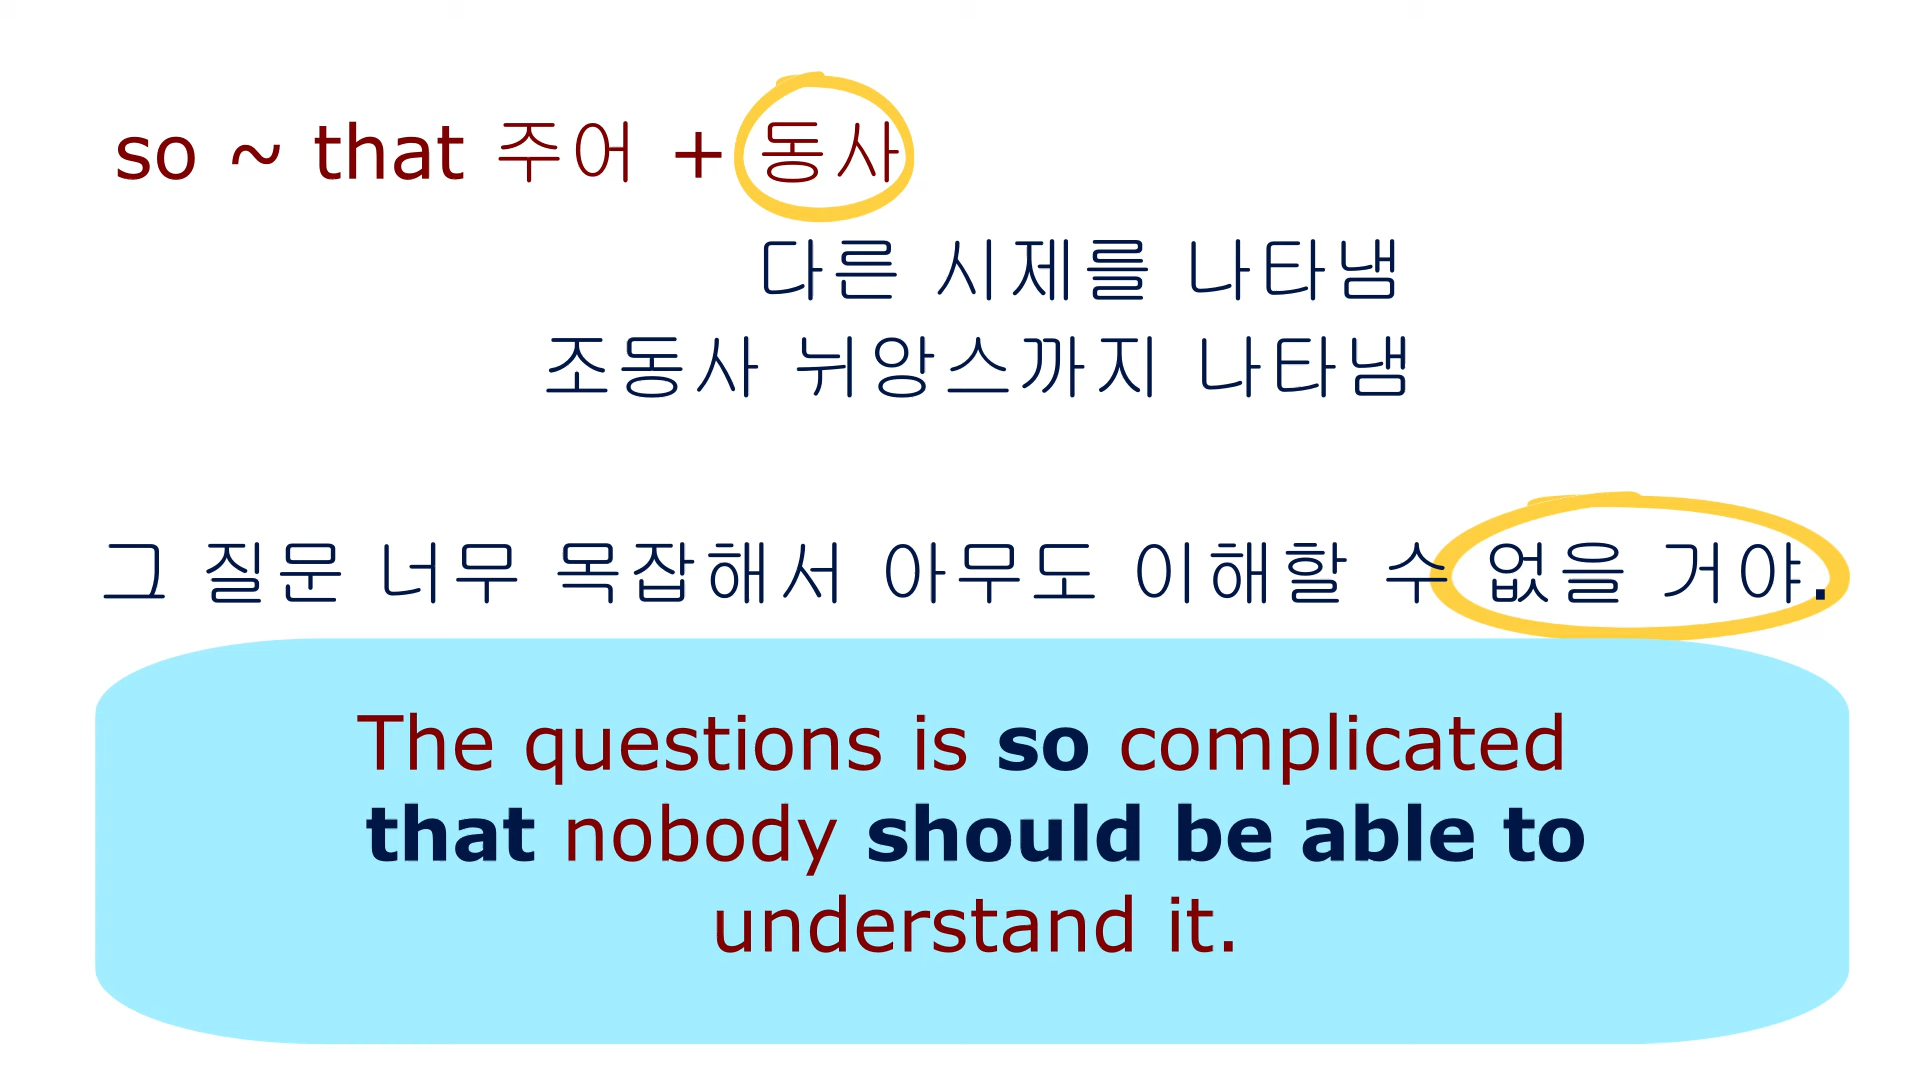 so ~ that 주어 + 동사
다른 시제를 나타냄
조동사 뉘앙스까지 나타냄
그 질문 너무 목잡해서 아무도 이해할 수 없을 거야.
The questions is so complicated
that nobody should be able to
understand it.